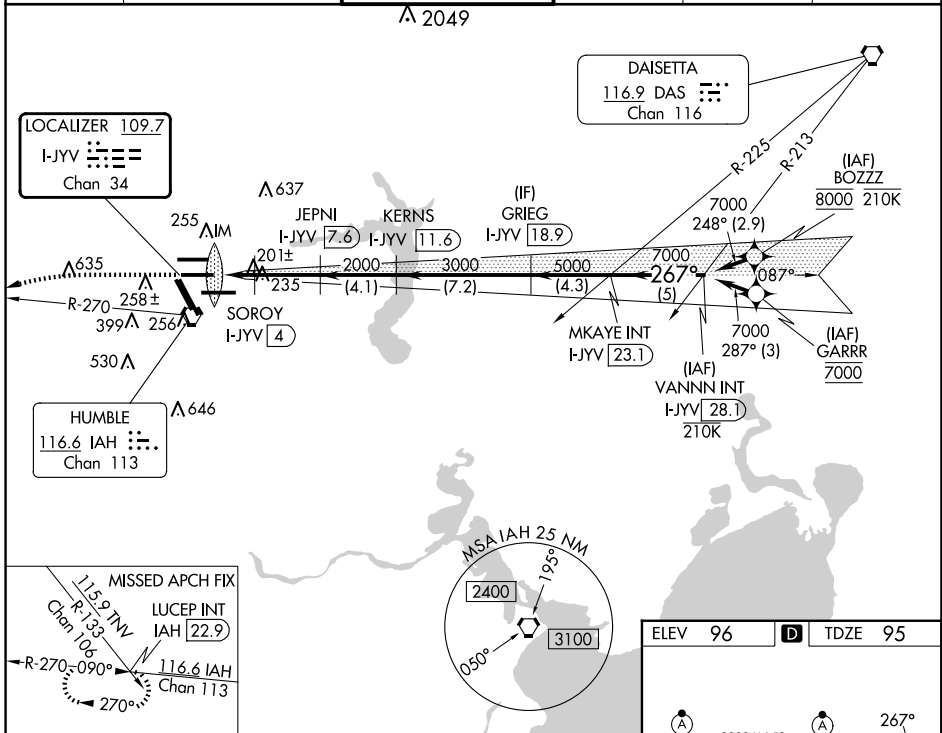 2049
DAISETTA
116.9 DAS
Chan 116
LOCALIZER 109.7
I-JYV
Chan 34
R-225
R-213
(IAF)
BOZZZ
8000 210K
637
JEPNI
I-JYV 7.6
KERNS
I-JYV 11.6
(IF)
GRIEG
I-JYV 18.9
7000
248° (2.9)
255
IM
635
201±
235
2000
(4.1)
3000
(7.2)
5000
(4.3)
7000
267°
(5)
087°
R-270
258±
399
256
SOROY
I-JYV 4
MKAYE INT
I-JYV 23.1
7000
287° (3)
(IAF)
GARRR
7000
530
(IAF)
VANNN INT
I-JYV 28.1
210K
HUMBLE
116.6 IAH
Chan 113
646
MSA IAH 25 NM
195°
2400
3100
050°
MISSED APCH FIX
115.9 TNV
R-133
Chan 106
LUCEP INT
IAH 22.9
R-270
090°
116.6 IAH
Chan 113
270°
ELEV 96
D
TDZE 95
A
A
267°